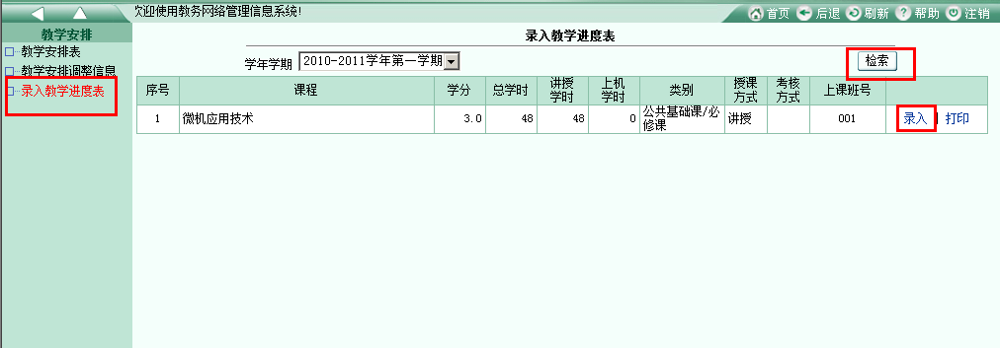 欢迎使用教务网络管理信息系统!
首页 后退 刷新 帮助 注销
教学安排
教学安排表
教学安排调整信息
录入教学进度表
录入教学进度表
学年学期 2010-2011学年第一学期 检索
序号 课程 学分 总学时 讲授学时 上机学时 类别 授课方式 考核方式 上课班号
1 微机应用技术 3.0 48 48 0 公共基础课/必修课 讲授 001 录入 | 打印